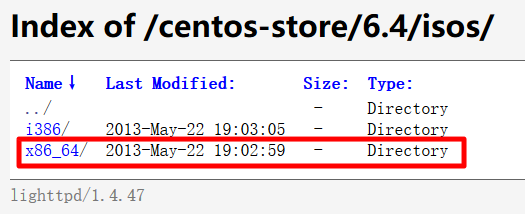 Index of /centos-store/6.4/isos/
Name↓ Last Modified: Size: Type:
../ - Directory
i386/ 2013-May-22 19:03:05 - Directory
x86_64/ 2013-May-22 19:02:59 - Directory
lighttpd/1.4.47